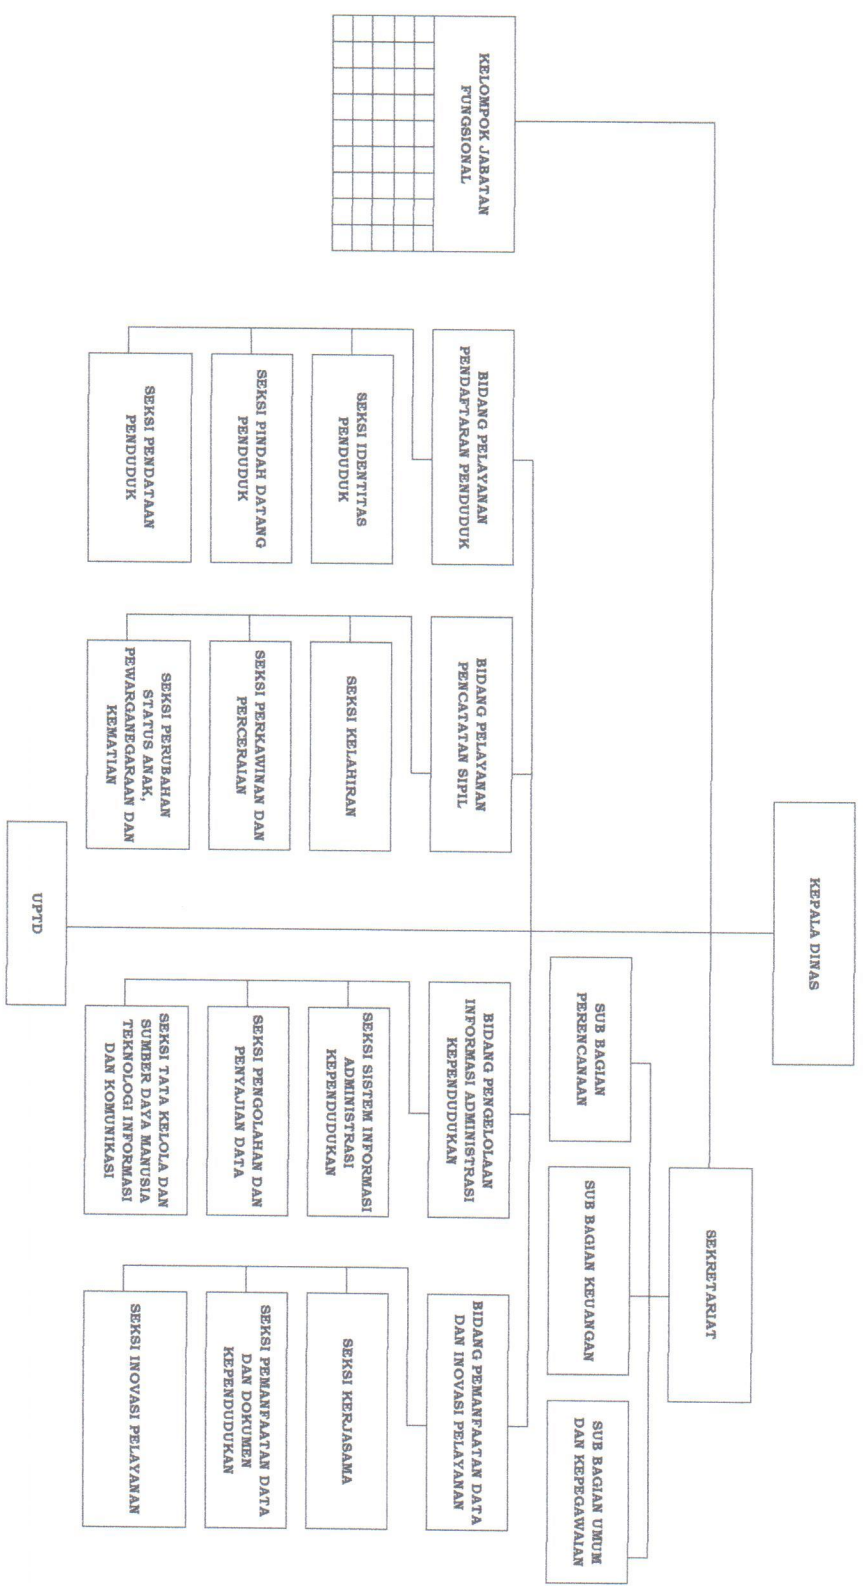 KEPALA DINAS
SEKRETARIAT
KELOMPOK JABATAN
FUNGSIONAL
SUB BAGIAN
PERENCANAAN
SUB BAGIAN KEUANGAN
SUB BAGIAN UMUM
DAN KEPEGAWAIAN
BIDANG PELAYANAN
PENDAFTARAN PENDUDUK
SEKSI IDENTITAS
PENDUDUK
SEKSI PINDAH DATANG
PENDUDUK
SEKSI PENDATAAN
PENDUDUK
BIDANG PELAYANAN
PENCATATAN SIPIL
SEKSI KELAHIRAN
SEKSI PERKAWINAN DAN
PERCERAIAN
SEKSI PERUBAHAN
STATUS ANAK,
PEWARGANEGARAAN DAN
KEMATIAN
BIDANG PENGELOLAAN
INFORMASI ADMINISTRASI
KEPENDUDUKAN
SEKSI SISTEM INFORMASI
ADMINISTRASI
KEPENDUDUKAN
SEKSI PENGOLAHAN DAN
PENYAJIAN DATA
SEKSI TATA KELOLA DAN
SUMBER DAYA MANUSIA
TEKNOLOGI INFORMASI
DAN KOMUNIKASI
BIDANG PEMANFAATAN DATA
DAN INOVASI PELAYANAN
SEKSI KERJASAMA
SEKSI PEMANFAATAN DATA
DAN DOKUMEN
KEPENDUDUKAN
SEKSI INOVASI PELAYANAN
UPTD